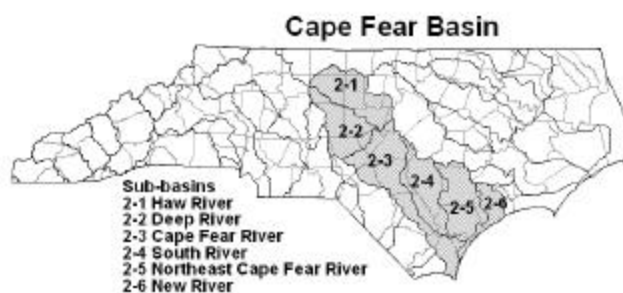 Cape Fear Basin
2-1
2-2
2-3
2-4
2-5
2-6
Sub-basins
2-1 Haw River
2-2 Deep River
2-3 Cape Fear River
2-4 South River
2-5 Northeast Cape Fear River
2-6 New River